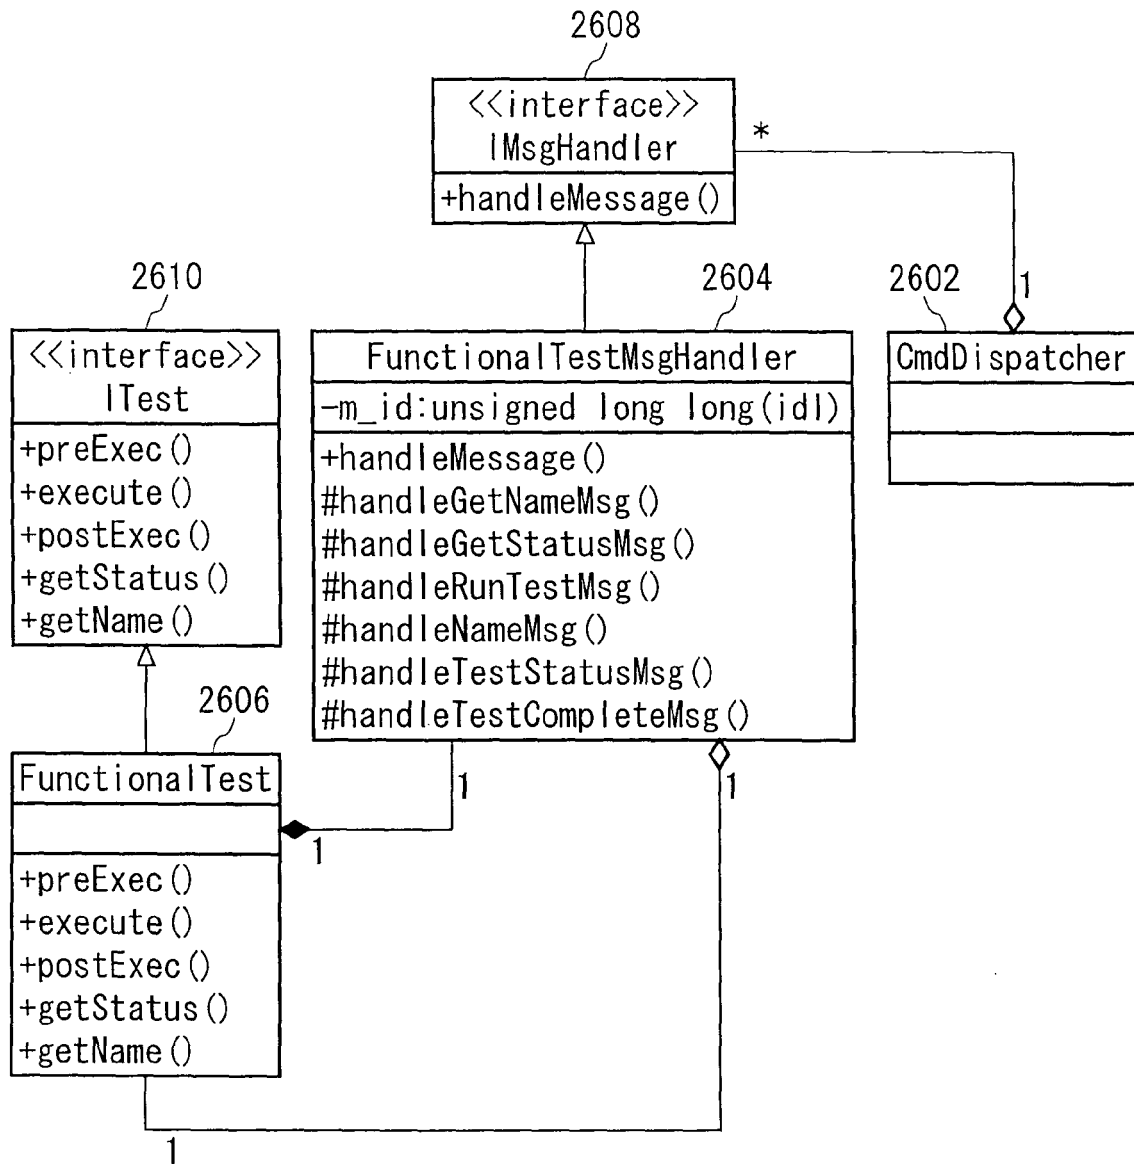 2608
<<interface>>
IMsgHandler
+handleMessage()
*
1
2610
<<interface>>
ITest
+preExec()
+execute()
+postExec()
+getStatus()
+getName()
2604
FunctionalTestMsgHandler
-m_id:unsigned long long(idl)
+handleMessage()
#handleGetNameMsg()
#handleGetStatusMsg()
#handleRunTestMsg()
#handleNameMsg()
#handleTestStatusMsg()
#handleTestCompleteMsg()
2602
CmdDispatcher
2606
FunctionalTest
+preExec()
+execute()
+postExec()
+getStatus()
+getName()
1
1
1
1